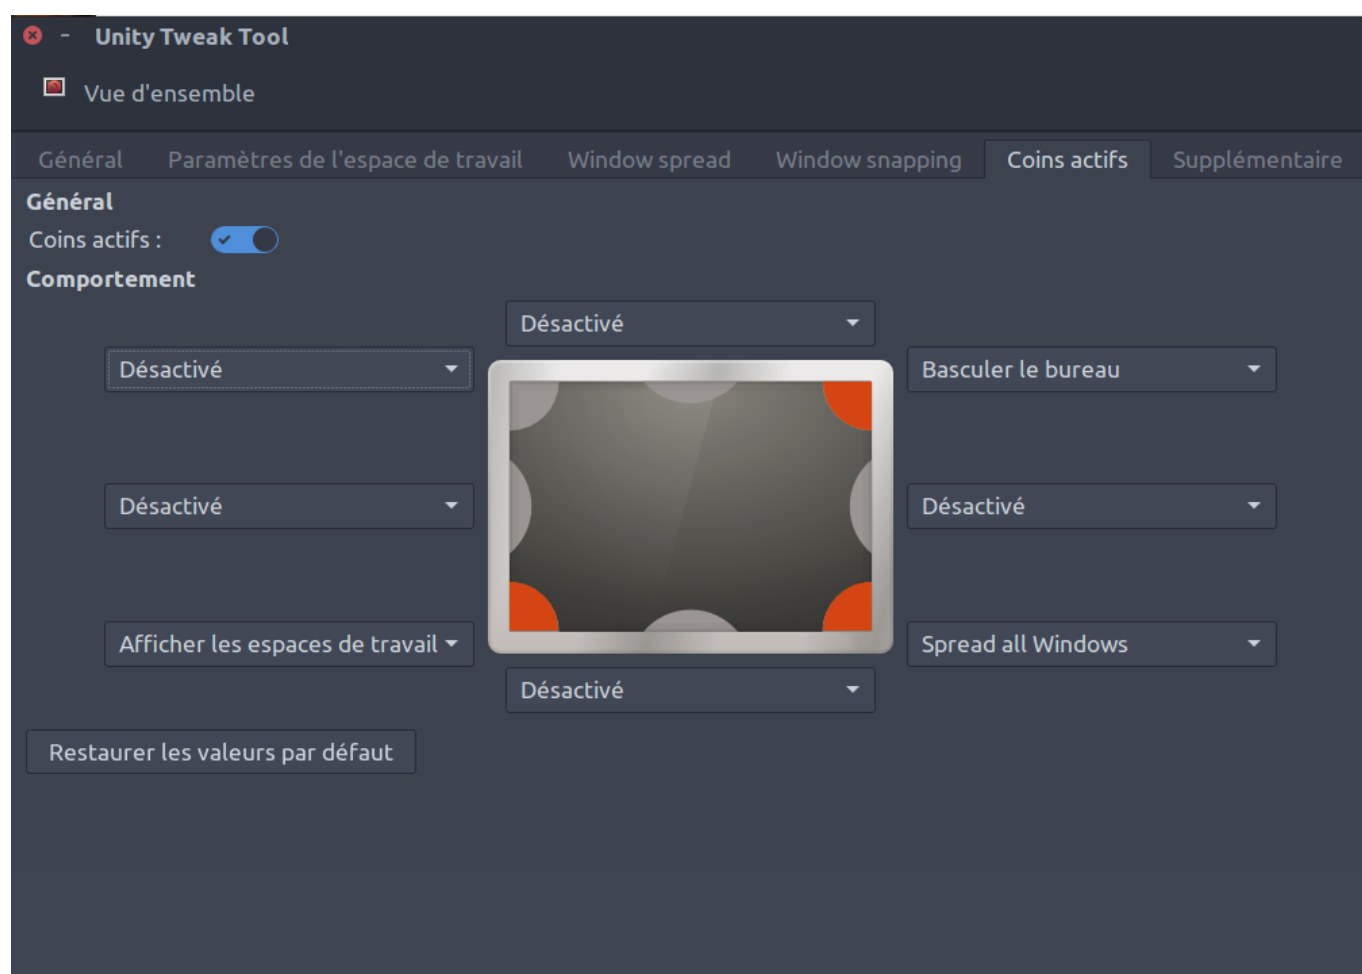 Unity Tweak Tool
Vue d'ensemble
Général Paramètres de l'espace de travail Window spread Window snapping Coins actifs Supplémentaire
Général
Coins actifs :
Comportement
Désactivé
Désactivé Basculer le bureau
Désactivé Désactivé
Afficher les espaces de travail Spread all Windows
Désactivé
Restaurer les valeurs par défaut